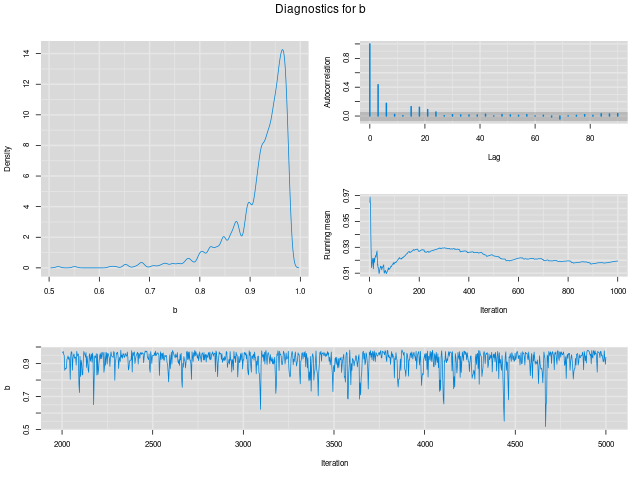 Diagnostics for b
Density
0 2 4 6 8 10 12 14
0.5 0.6 0.7 0.8 0.9 1.0
b
Autocorrelation
0.0 0.4 0.8
0 20 40 60 80
Lag
Running mean
0.91 0.93 0.95 0.97
0 200 400 600 800 1000
Iteration
b
0.5 0.7 0.9
2000 2500 3000 3500 4000 4500 5000
Iteration